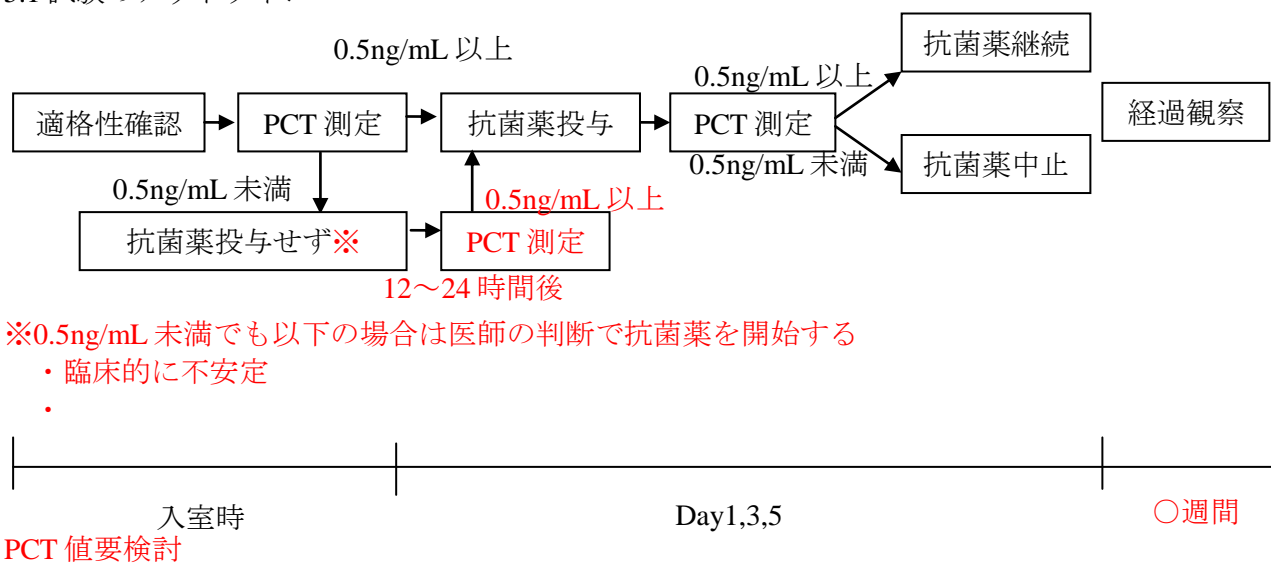 0.5ng/mL 以上
抗菌薬継続
0.5ng/mL 以上
適格性確認
PCT 測定
抗菌薬投与
PCT 測定
経過観察
0.5ng/mL 未満
0.5ng/mL 未満
抗菌薬中止
0.5ng/mL 以上
抗菌薬投与せず※
PCT 測定
12～24 時間後
※0.5ng/mL 未満でも以下の場合は医師の判断で抗菌薬を開始する
・臨床的に不安定
・
入室時
Day1,3,5
○週間
PCT 値要検討